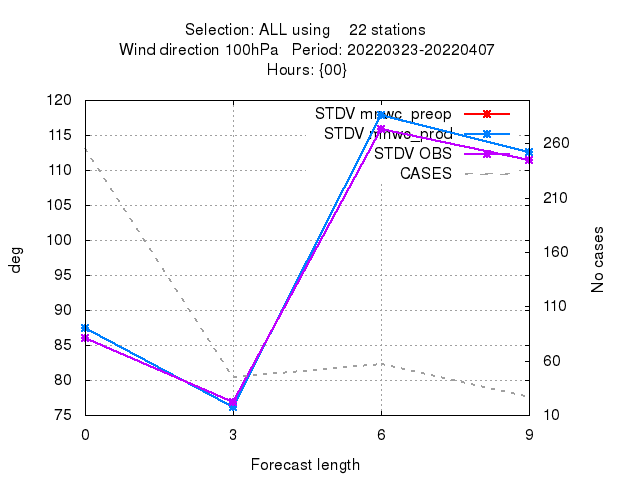 Selection: ALL using 22 stations
Wind direction 100hPa Period: 20220323-20220407
Hours: {00}
120
115
110
105
100
95
90
85
80
75
deg
STDV mnwc_preop
STDV mnwc_prod
STDV OBS
CASES
260
210
160
110
60
10
No cases
0 3 6 9
Forecast length